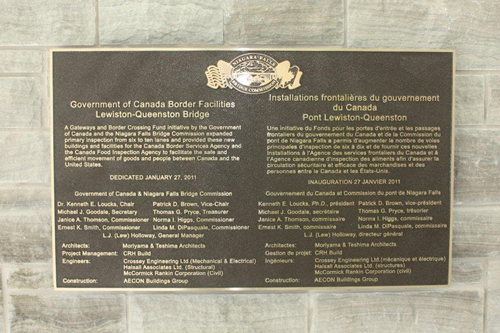 NIAGARA FALLS
BRIDGE COMMISSION
Government of Canada Border Facilities
Lewiston-Queenston Bridge
A Gateways and Border Crossing Fund initiative by the Government
of Canada and the Niagara Falls Bridge Commission expanded
primary inspection from six to ten lanes and provided these new
buildings and facilities for the Canada Border Services Agency and
the Canada Food Inspection Agency to facilitate the safe and
efficient movement of goods and people between Canada and the
United States.
DEDICATED JANUARY 27, 2011
Government of Canada & Niagara Falls Bridge Commission
Dr. Kenneth E. Loucks, Chair Patrick D. Brown, Vice-Chair
Michael J. Goodale, Secretary Thomas G. Pryce, Treasurer
Janice A. Thomson, Commissioner Norma I. Higgs, Commissioner
Ernest K. Smith, Commissioner Linda M. DiPasquale, Commissioner
L.J. (Lew) Holloway, General Manager
Architects: Moriyama & Teshima Architects
Project Management: CRH Build
Engineers: Crossey Engineering Ltd (Mechanical & Electrical)
Halsall Associates Ltd. (Structural)
McCormick Rankin Corporation (Civil)
Construction: AECON Buildings Group
Installations frontalières du gouvernement
du Canada
Pont Lewiston-Queenston
Une initiative du Fonds pour les portes d'entrée et les passages
frontaliers du gouvernement du Canada et de la Commission du
pont de Niagara Falls a permis d'augmenter le nombre de voies
principales d'inspection de six à dix et de fournir ces nouvelles
installations à l'Agence des services frontaliers du Canada et à
l'Agence canadienne d'inspection des aliments afin d'assurer la
circulation sécuritaire et efficace des marchandises et des
personnes entre le Canada et les États-Unis.
INAUGURATION 27 JANVIER 2011
Gouvernement du Canada et Commission du pont de Niagara Falls
Kenneth E. Loucks, Ph.D., président Patrick D. Brown, vice-président
Michael J. Goodale, secrétaire Thomas G. Pryce, trésorier
Janice A. Thomson, commissaire Norma I. Higgs, commissaire
Ernest K. Smith, commissaire Linda M. DiPasquale, commissaire
L.J. (Lew) Holloway, directeur général
Architects: Moriyama & Teshima Architects
Gestion de projet: CRH Build
Ingénieurs: Crossey Engineering Ltd (mécanique et électrique)
Halsall Associates Ltd. (structures)
McCormick Rankin Corporation (civil)
Construction: AECON Buildings Group